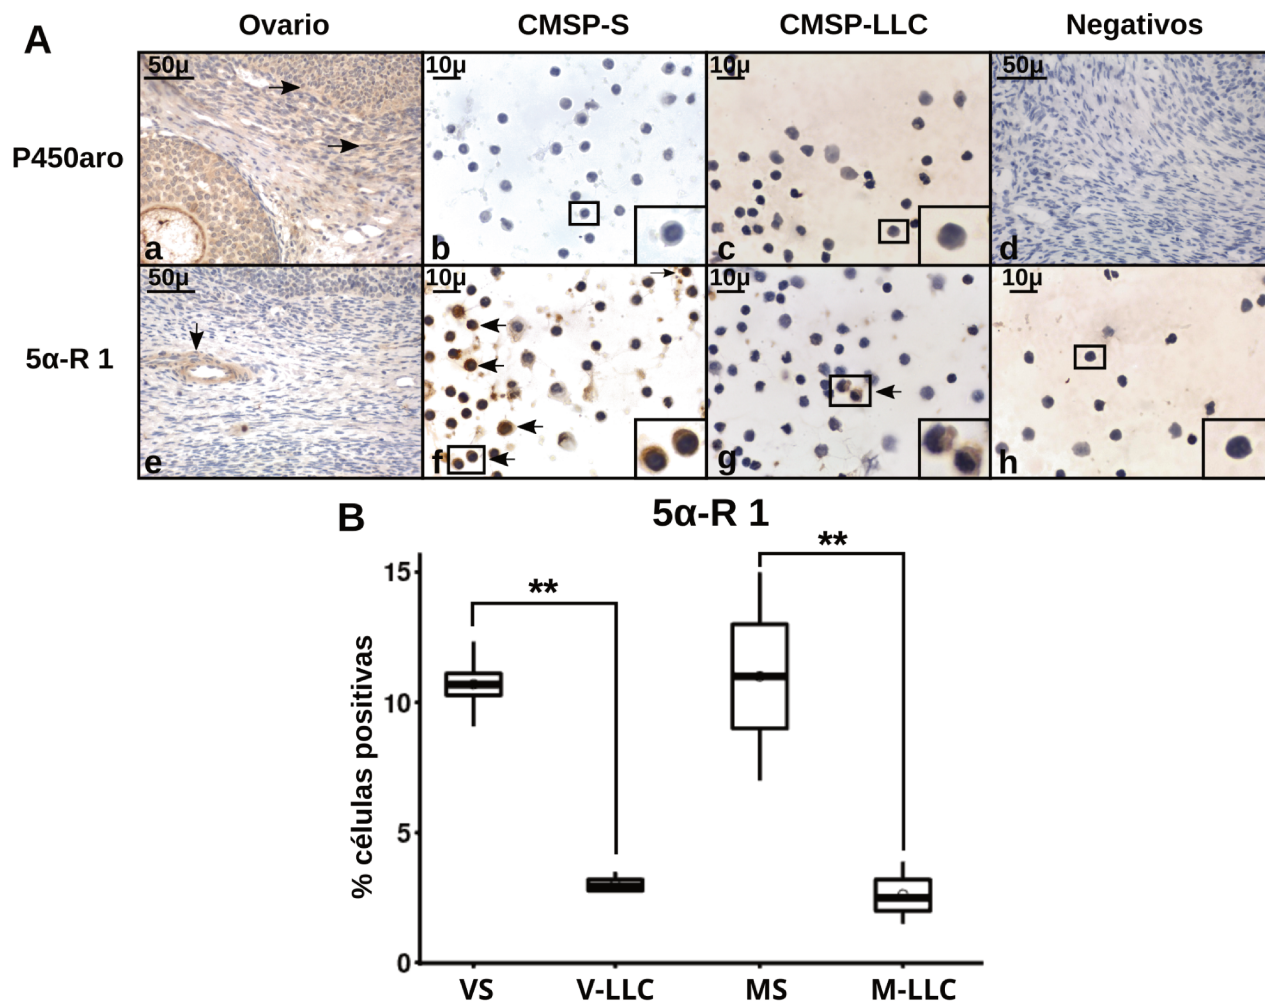 A
Ovario
CMSP-S
CMSP-LLC
Negativos
P450aro
50µ
10µ
10µ
50µ
a
b
c
d
5α-R 1
50µ
10µ
10µ
10µ
e
f
g
h
B
5α-R 1
**
**
% células positivas
15
10
5
0
VS
V-LLC
MS
M-LLC